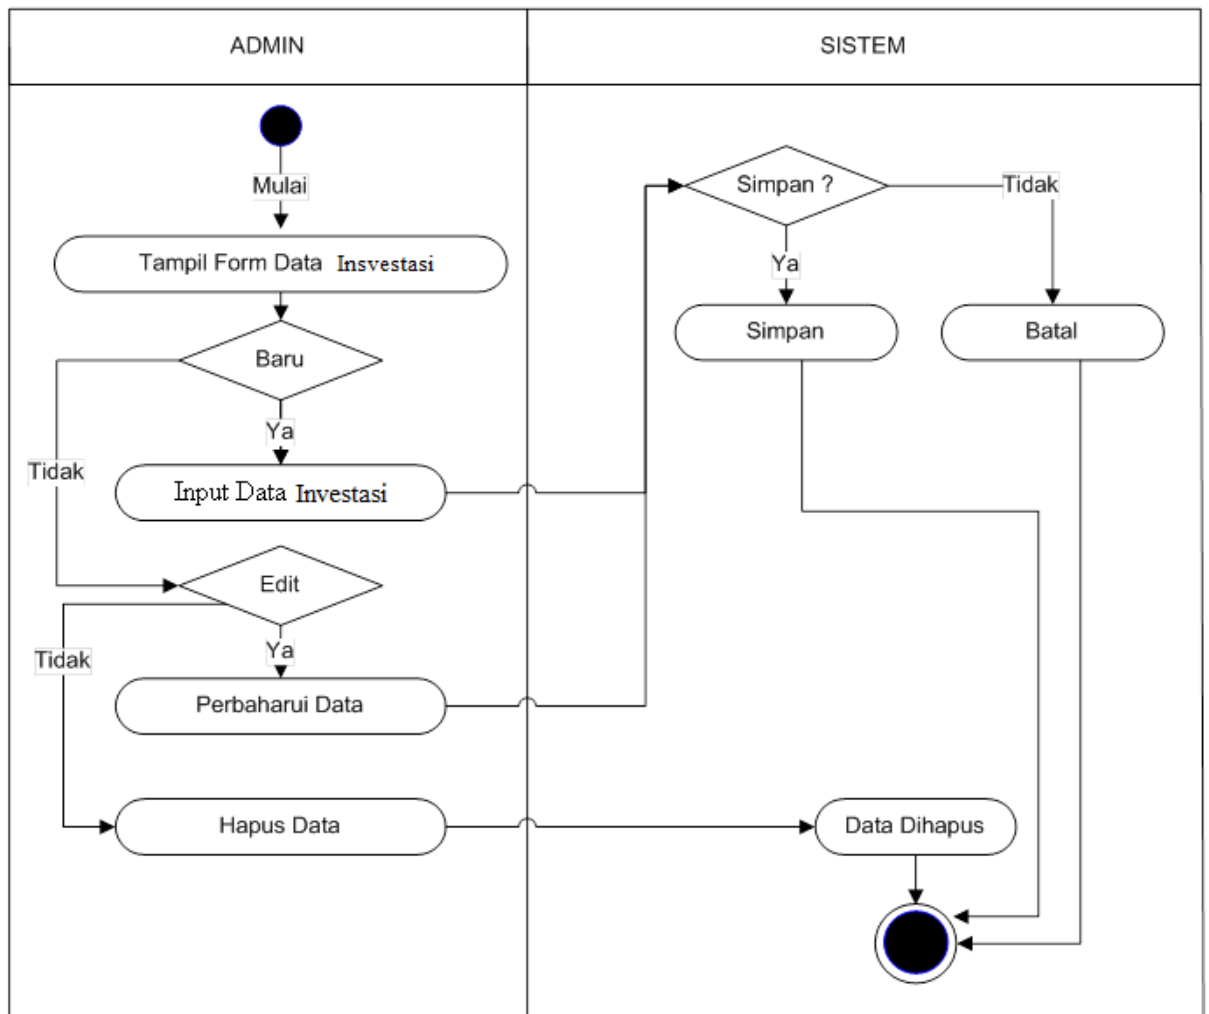 ADMIN
SISTEM
Mulai
Simpan ?
Tidak
Tampil Form Data Insvestasi
Ya
Simpan
Batal
Baru
Ya
Tidak
Input Data Investasi
Edit
Ya
Tidak
Perbaharui Data
Hapus Data
Data Dihapus